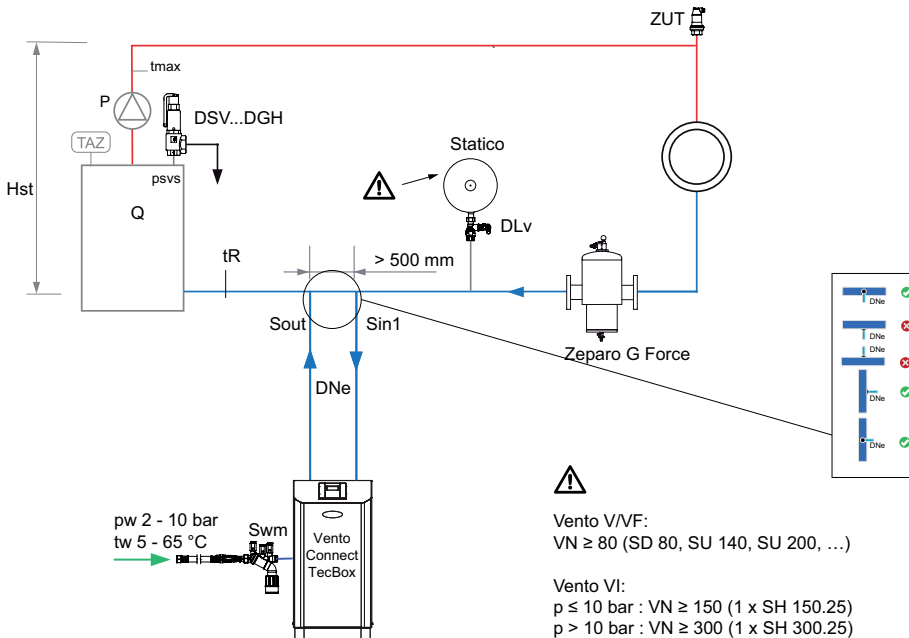 ZUT
tmax
P
DSV...DGH
TAZ
Statico
psvs
Hst
Q
DLv
tR
> 500 mm
Sout
Sin1
Zeparo G Force
DNe
DNe
DNe
DNe
DNe
DNe
pw 2 - 10 bar
tw 5 - 65 °C
Swm
Vento
Connect
TecBox
Vento V/VF:
VN ≥ 80 (SD 80, SU 140, SU 200, …)
Vento VI:
p ≤ 10 bar : VN ≥ 150 (1 x SH 150.25)
p > 10 bar : VN ≥ 300 (1 x SH 300.25)